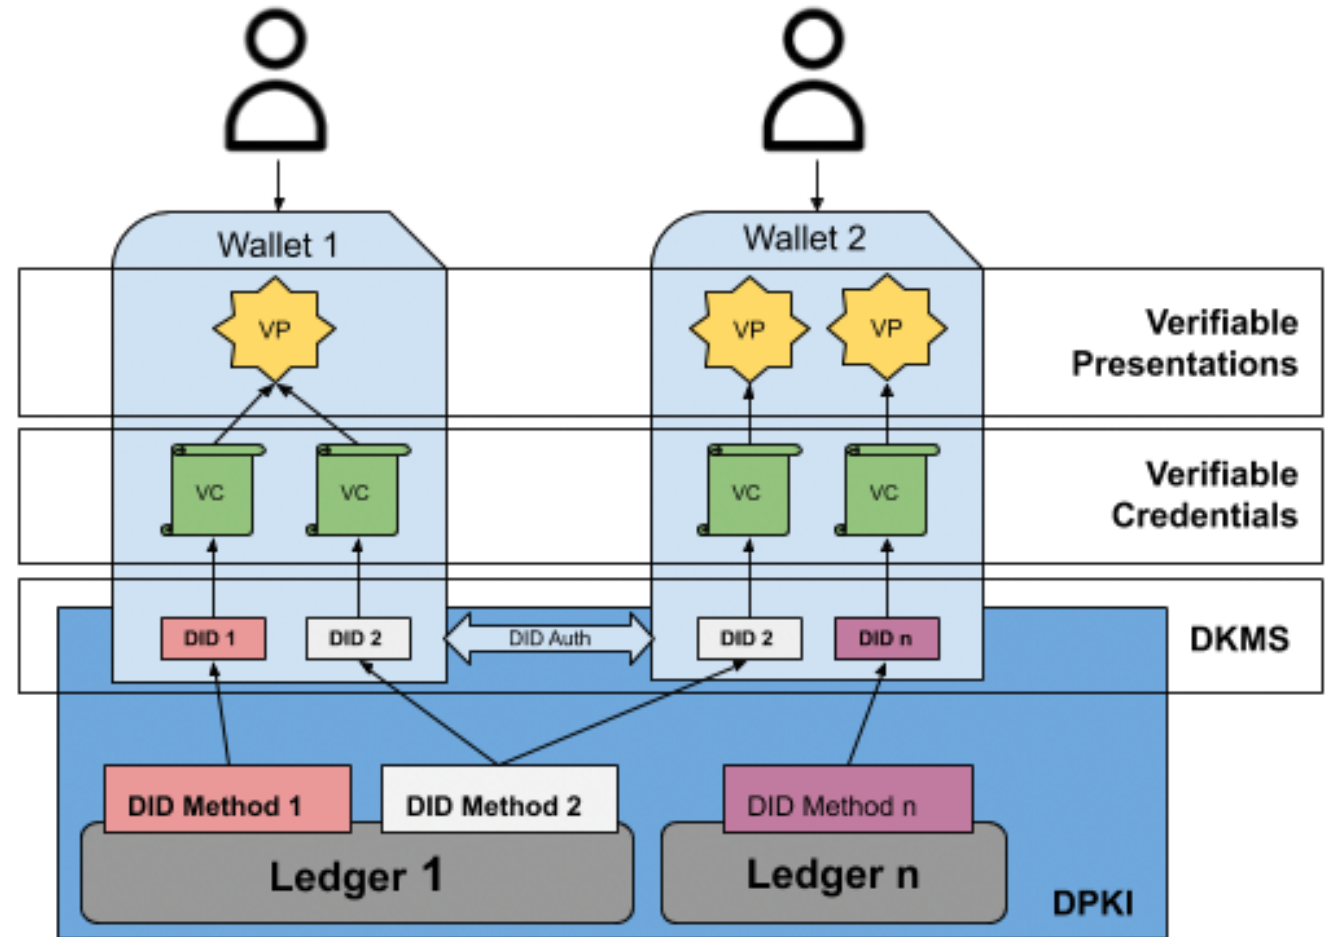 Wallet 1
Wallet 2
VP
VP
VP
Verifiable
Presentations
VC
VC
VC
VC
Verifiable
Credentials
DID 1
DID 2
DID Auth
DID 2
DID n
DKMS
DID Method 1
DID Method 2
DID Method n
Ledger 1
Ledger n
DPKI